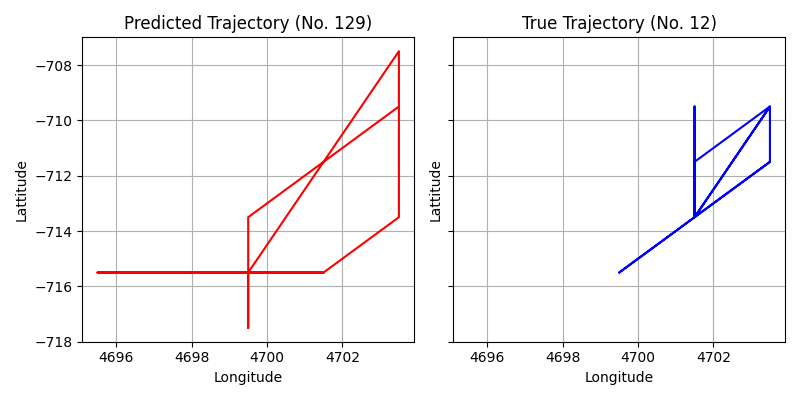 Predicted Trajectory (No. 129)
True Trajectory (No. 12)
Lattitude
−708
−710
−712
−714
−716
−718
4696
4698
4700
4702
Longitude
Lattitude
4696
4698
4700
4702
Longitude